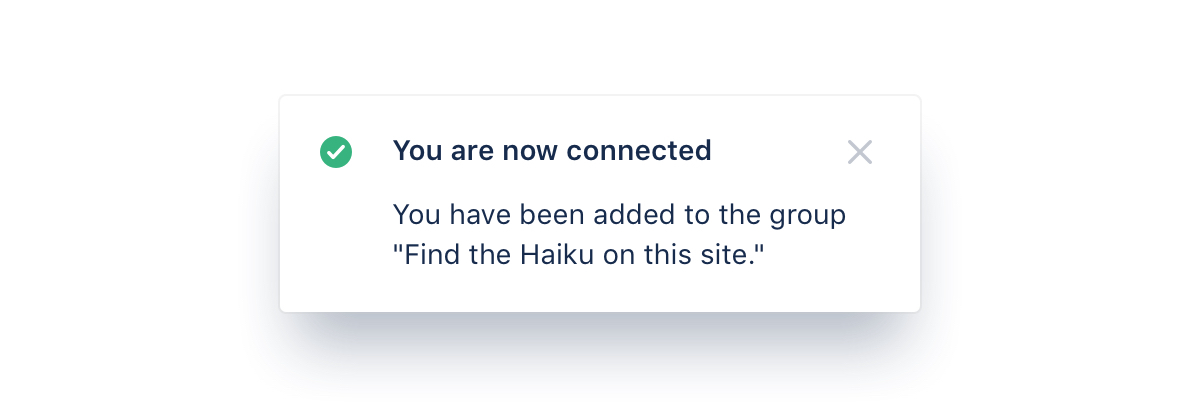 You are now connected
You have been added to the group
"Find the Haiku on this site."